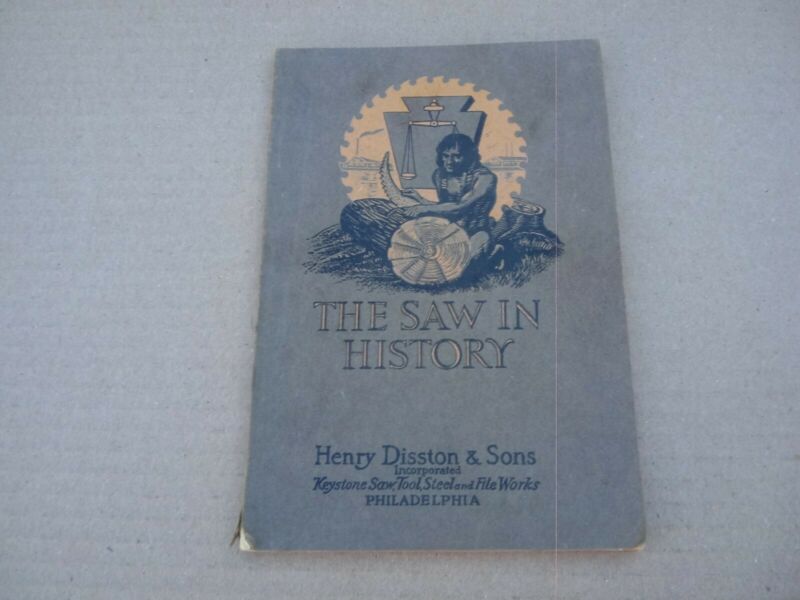 THE SAW IN
HISTORY
Henry Disston & Sons
Incorporated
Keystone Saw, Tool, Steel and File Works
PHILADELPHIA